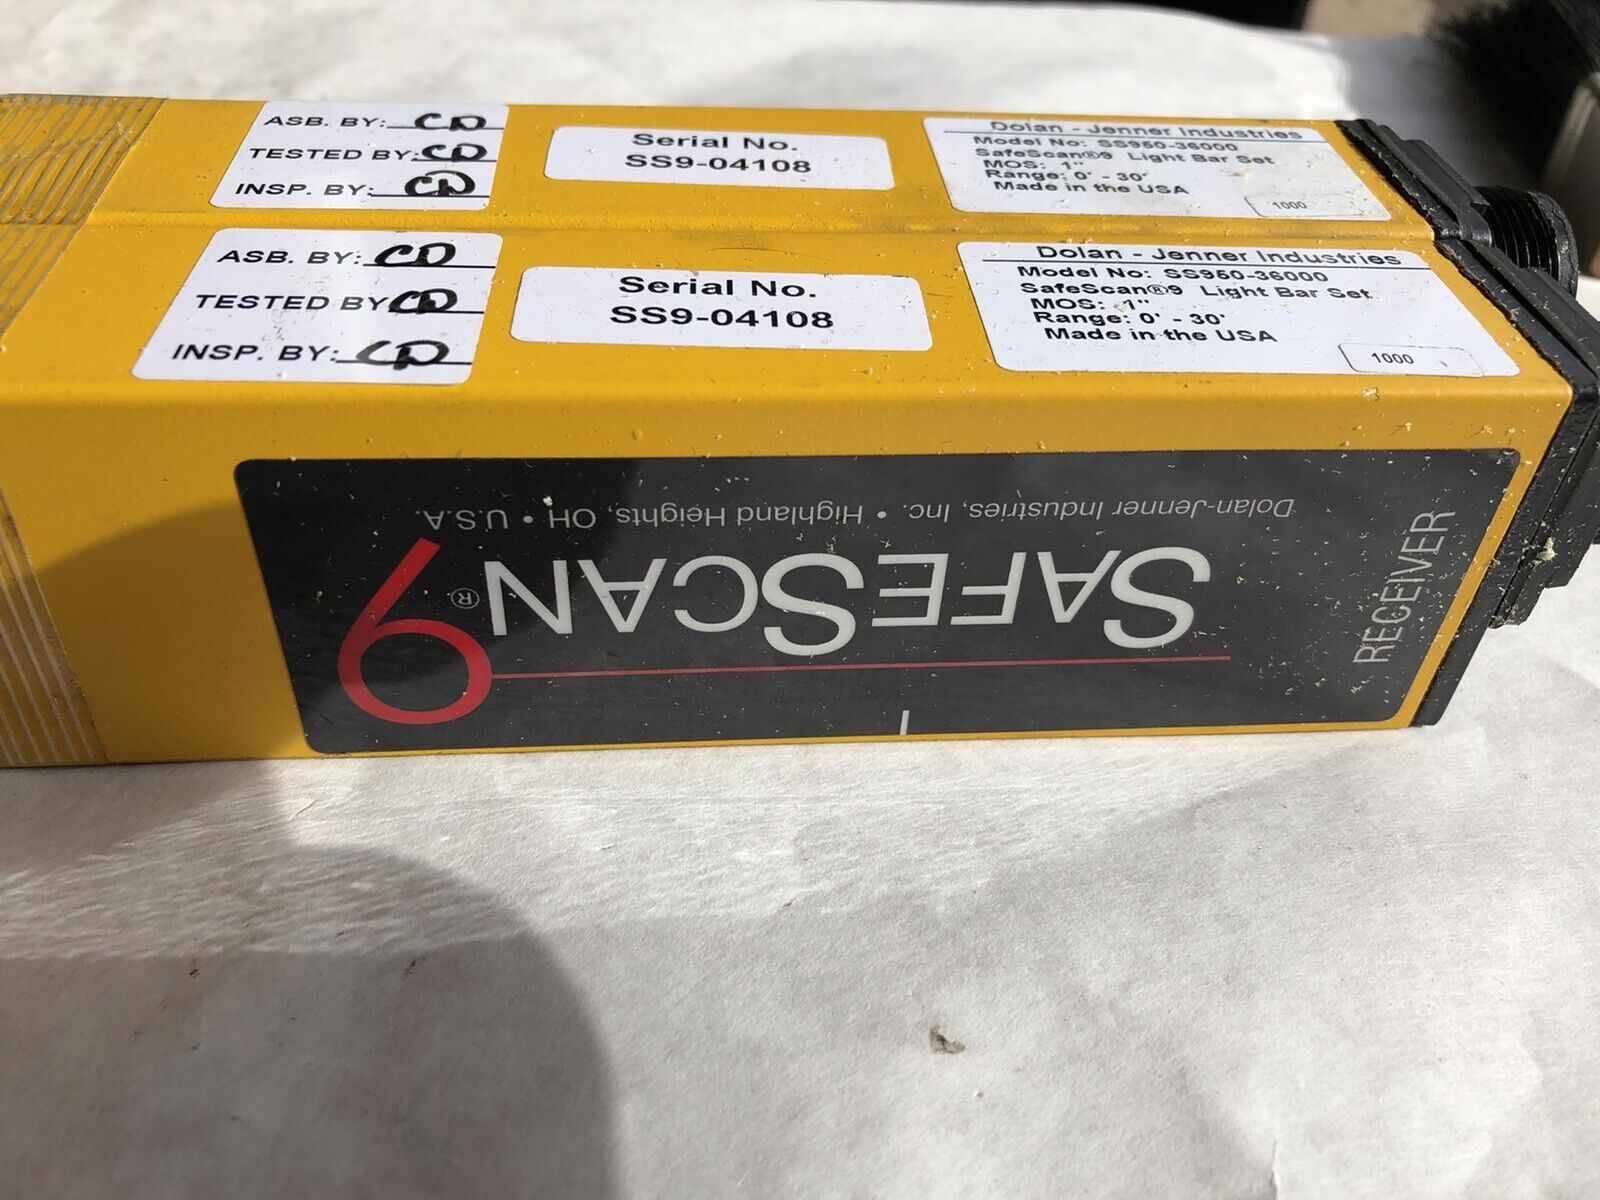 ASB. BY: CD
TESTED BY: CD
INSP. BY: CD
Serial No.
SS9-04108
Dolan - Jenner Industries
Model No: SS950-36000
SafeScan®9 Light Bar Set
MOS: 1"
Range: 0' - 30'
Made in the USA
1000
ASB. BY: CD
TESTED BY: CD
INSP. BY: CD
Serial No.
SS9-04108
Dolan - Jenner Industries
Model No: SS950-36000
SafeScan®9 Light Bar Set
MOS: 1"
Range: 0' - 30'
Made in the USA
1000
RECEIVER
SAFESCAN® 9
Dolan-Jenner Industries, Inc. • Highland Heights, OH • U.S.A.